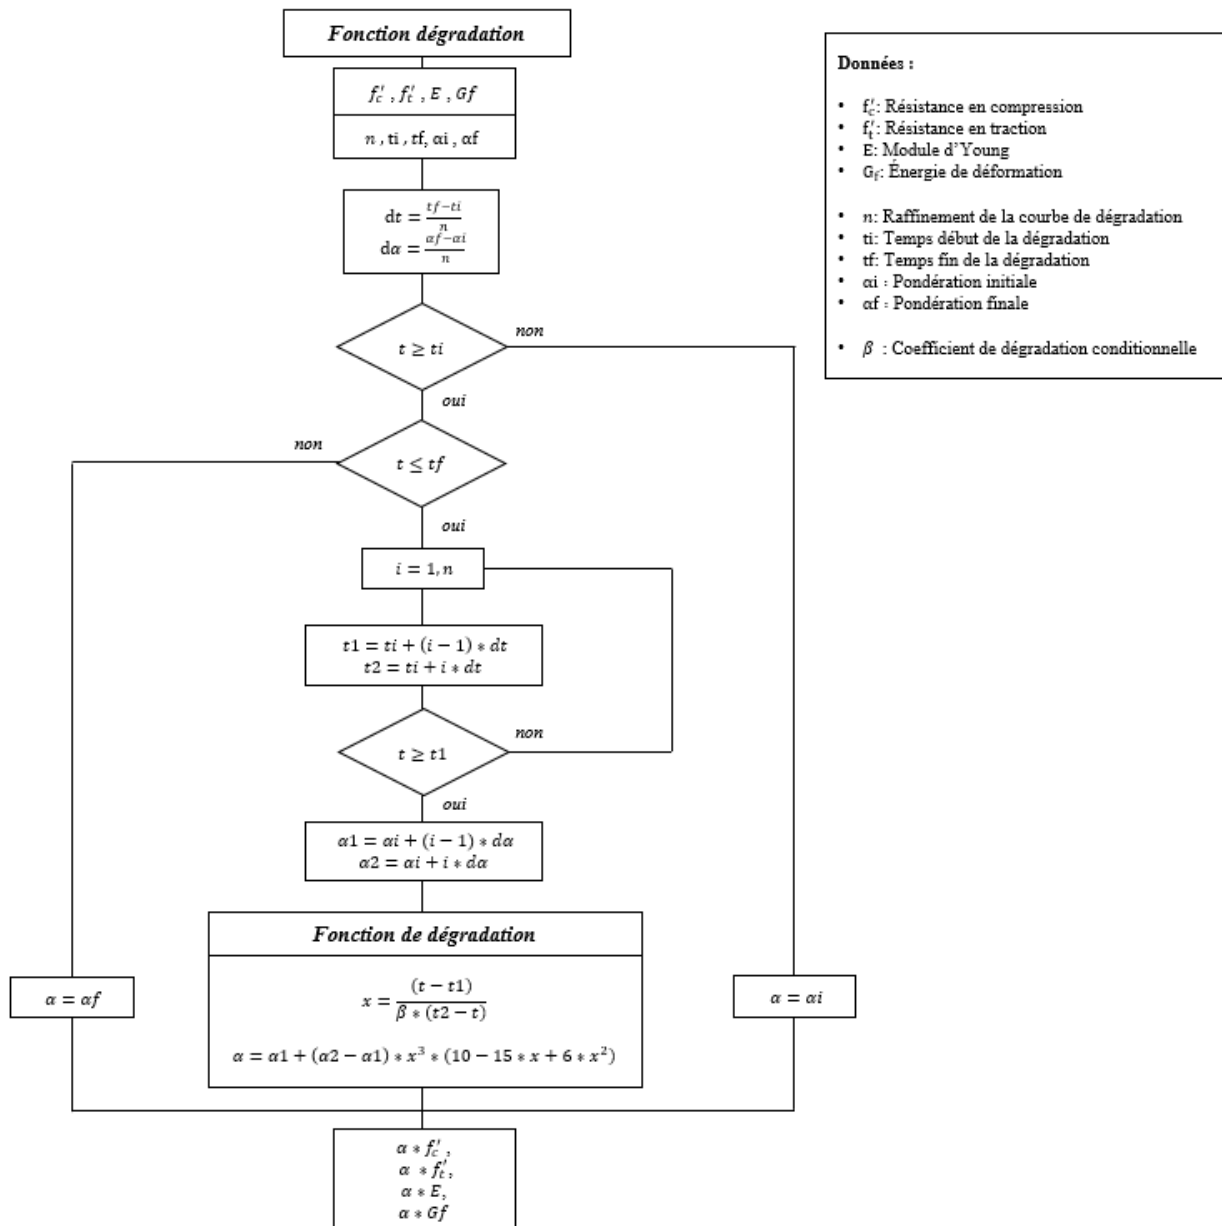 Fonction dégradation
f′c , f′t , E , Gf
n , ti , tf, αi , αf
dt = (tf−ti)/n
dα = (αf−αi)/n
t ≥ ti
non
oui
t ≤ tf
non
oui
i = 1, n
t1 = ti + (i − 1) ∗ dt
t2 = ti + i ∗ dt
t ≥ t1
non
oui
α1 = αi + (i − 1) ∗ dα
α2 = αi + i ∗ dα
Fonction de dégradation
x = (t − t1)/(β ∗ (t2 − t))
α = α1 + (α2 − α1) ∗ x³ ∗ (10 − 15 ∗ x + 6 ∗ x²)
α = αf
α = αi
α ∗ f′c ,
α ∗ f′t,
α ∗ E,
α ∗ Gf
Données :
• f′c: Résistance en compression
• f′t: Résistance en traction
• E: Module d’Young
• Gf: Énergie de déformation
• n: Raffinement de la courbe de dégradation
• ti: Temps début de la dégradation
• tf: Temps fin de la dégradation
• αi : Pondération initiale
• αf : Pondération finale
• β : Coefficient de dégradation conditionnelle